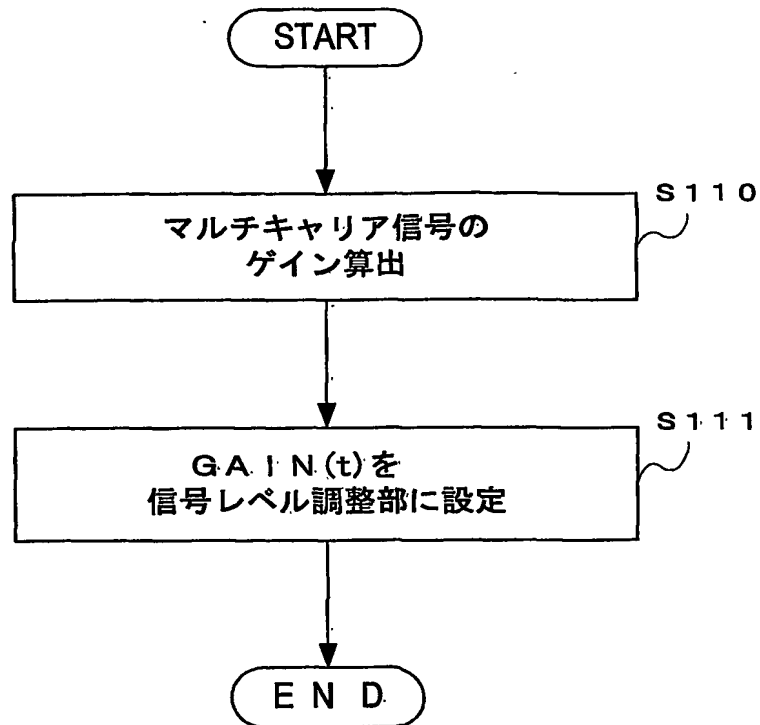 START
S110
マルチキャリア信号の
ゲイン算出
S111
GAIN(t)を
信号レベル調整部に設定
END